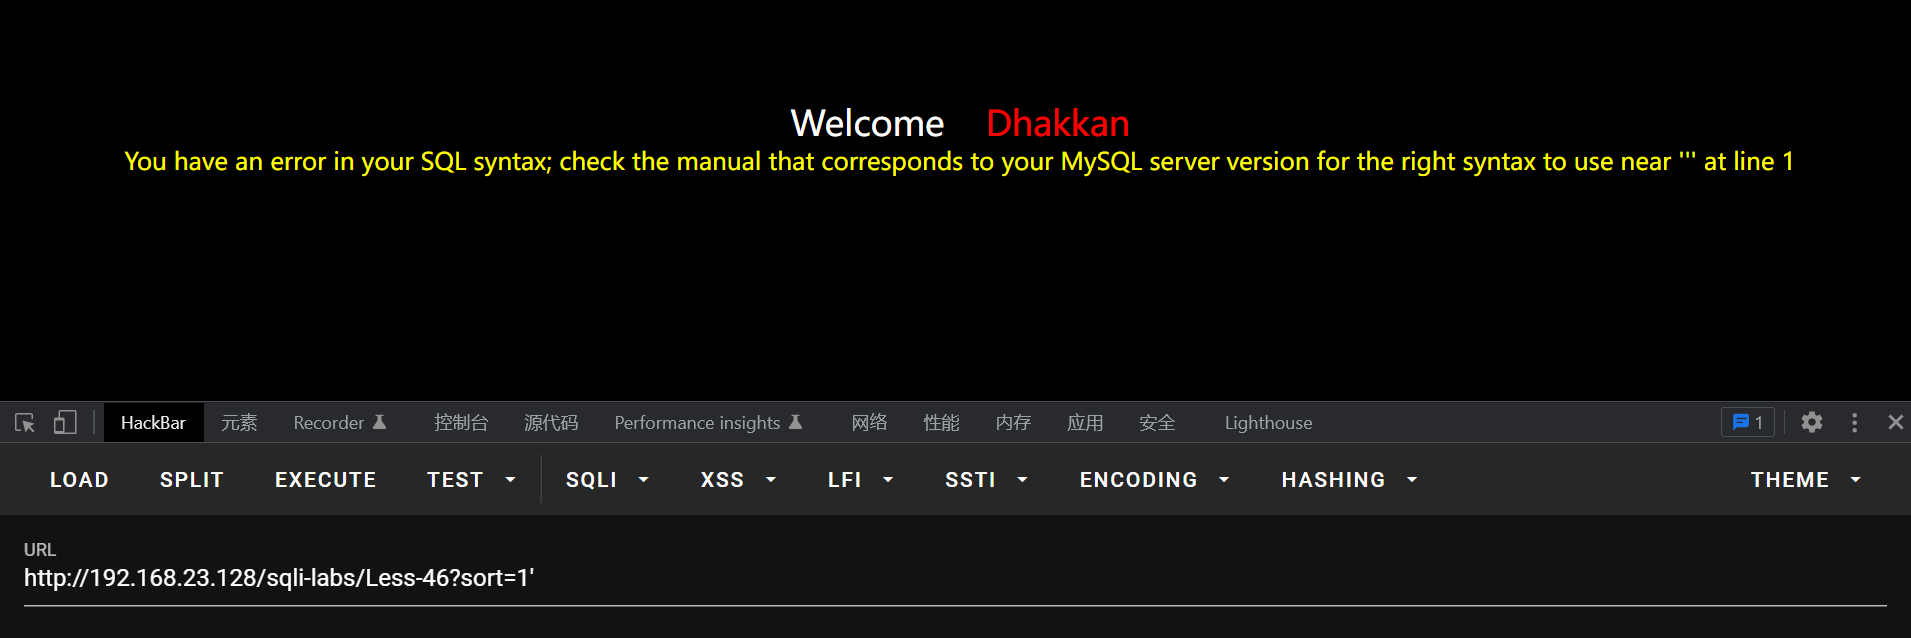 Welcome Dhakkan
You have an error in your SQL syntax; check the manual that corresponds to your MySQL server version for the right syntax to use near ''' at line 1
HackBar 元素 Recorder 控制台 源代码 Performance insights 网络 性能 内存 应用 安全 Lighthouse 1
LOAD SPLIT EXECUTE TEST SQLI XSS LFI SSTI ENCODING HASHING THEME
URL
http://192.168.23.128/sqli-labs/Less-46?sort=1'